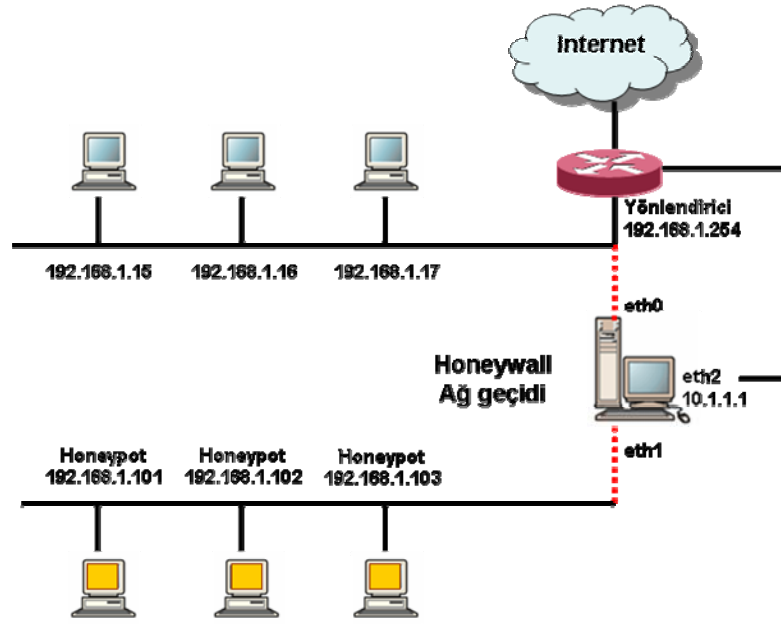 Internet
Yönlendirici
192.168.1.254
192.168.1.15
192.168.1.16
192.168.1.17
eth0
Honeywall
Ağ geçidi
eth2
10.1.1.1
eth1
Honeypot
192.168.1.101
Honeypot
192.168.1.102
Honeypot
192.168.1.103